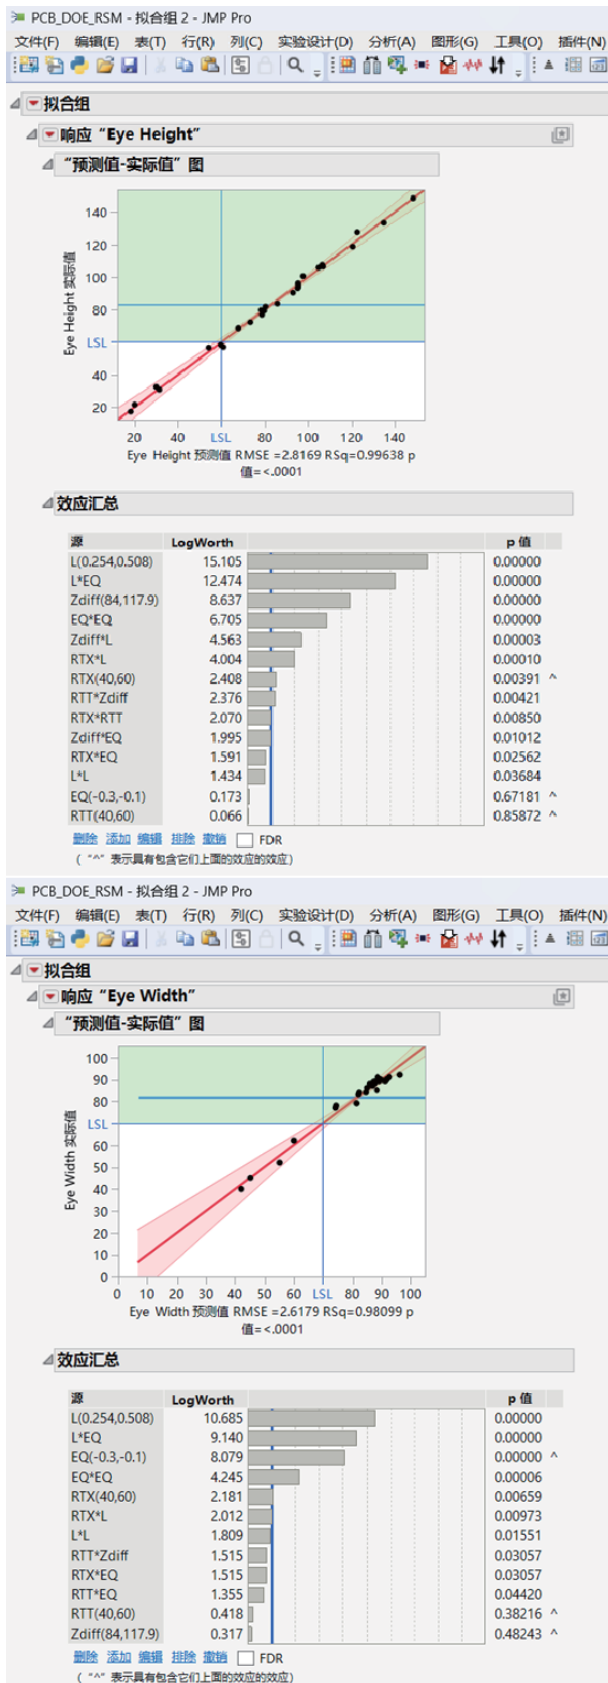 PCB_DOE_RSM - 拟合组 2 - JMP Pro
文件(F) 编辑(E) 表(T) 行(R) 列(C) 实验设计(D) 分析(A) 图形(G) 工具(O) 插件(N)
拟合组
响应 “Eye Height”
“预测值-实际值” 图
Eye Height 实际值
140
120
100
80
LSL
40
20
20 40 LSL 80 100 120 140
Eye Height 预测值 RMSE =2.8169 RSq=0.99638 p
值=<.0001
效应汇总
源 LogWorth p 值
L(0.254,0.508) 15.105 0.00000
L*EQ 12.474 0.00000
Zdiff(84,117.9) 8.637 0.00000
EQ*EQ 6.705 0.00000
Zdiff*L 4.563 0.00003
RTX*L 4.004 0.00010
RTX(40,60) 2.408 0.00391 ^
RTT*Zdiff 2.376 0.00421
RTX*RTT 2.070 0.00850
Zdiff*EQ 1.995 0.01012
RTX*EQ 1.591 0.02562
L*L 1.434 0.03684
EQ(-0.3,-0.1) 0.173 0.67181 ^
RTT(40,60) 0.066 0.85872 ^
删除 添加 编辑 排除 撤销 FDR
( “^” 表示具有包含它们上面的效应的效应)
PCB_DOE_RSM - 拟合组 2 - JMP Pro
文件(F) 编辑(E) 表(T) 行(R) 列(C) 实验设计(D) 分析(A) 图形(G) 工具(O) 插件(N)
拟合组
响应 “Eye Width”
“预测值-实际值” 图
Eye Width 实际值
100
90
80
LSL
60
50
40
30
20
10
0
0 10 20 30 40 50 60 LSL 80 90 100
Eye Width 预测值 RMSE =2.6179 RSq=0.98099 p
值=<.0001
效应汇总
源 LogWorth p 值
L(0.254,0.508) 10.685 0.00000
L*EQ 9.140 0.00000
EQ(-0.3,-0.1) 8.079 0.00000 ^
EQ*EQ 4.245 0.00006
RTX(40,60) 2.181 0.00659
RTX*L 2.012 0.00973
L*L 1.809 0.01551
RTT*Zdiff 1.515 0.03057
RTX*EQ 1.515 0.03057
RTT*EQ 1.355 0.04420
RTT(40,60) 0.418 0.38216 ^
Zdiff(84,117.9) 0.317 0.48243 ^
删除 添加 编辑 排除 撤销 FDR
( “^” 表示具有包含它们上面的效应的效应)